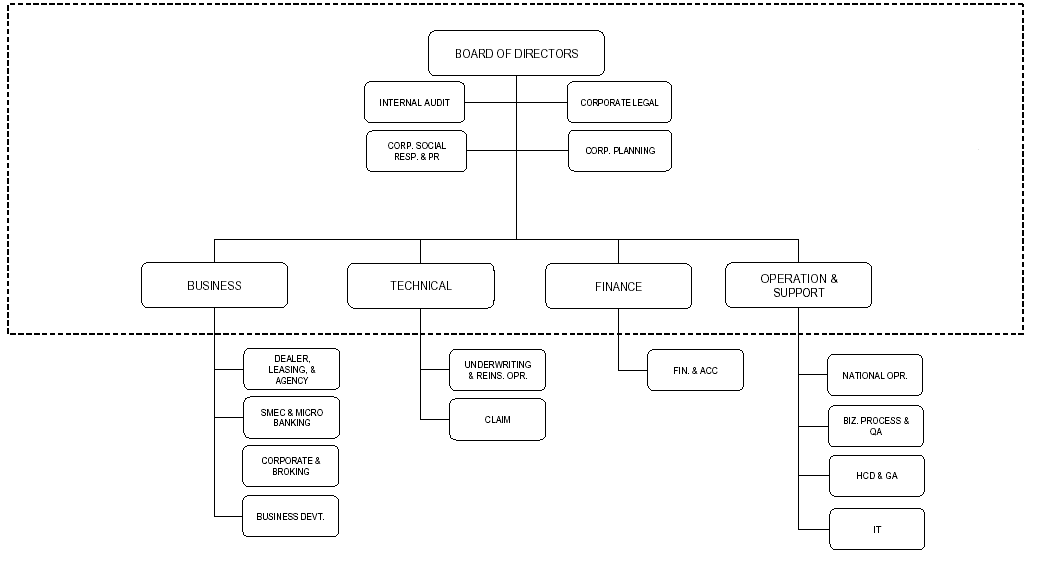 BOARD OF DIRECTORS
INTERNAL AUDIT
CORPORATE LEGAL
CORP. SOCIAL
RESP. & PR
CORP. PLANNING
BUSINESS
TECHNICAL
FINANCE
OPERATION &
SUPPORT
DEALER,
LEASING, &
AGENCY
SMEC & MICRO
BANKING
CORPORATE &
BROKING
BUSINESS DEVT.
UNDERWRITING
& REINS. OPR.
CLAIM
FIN. & ACC
NATIONAL OPR.
BIZ. PROCESS &
QA
HCD & GA
IT